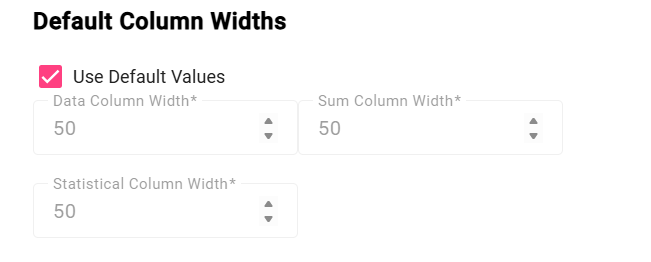 Default Column Widths
Use Default Values
Data Column Width*
Sum Column Width*
50
50
Statistical Column Width*
50